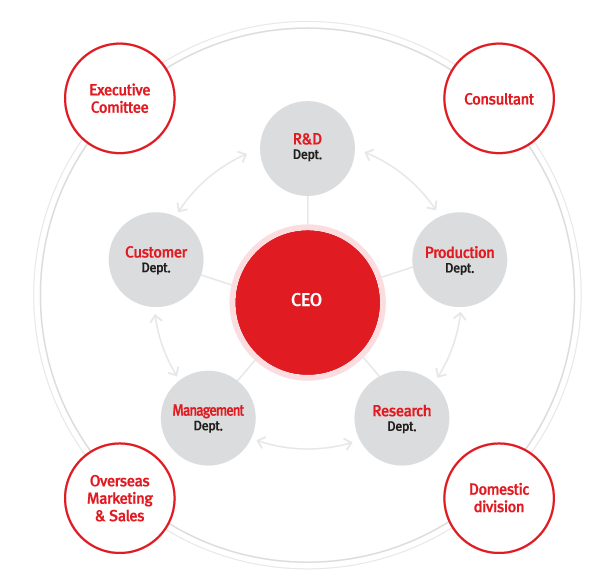 Executive
Comittee
Consultant
R&D
Dept.
Customer
Dept.
Production
Dept.
CEO
Management
Dept.
Research
Dept.
Overseas
Marketing
& Sales
Domestic
division